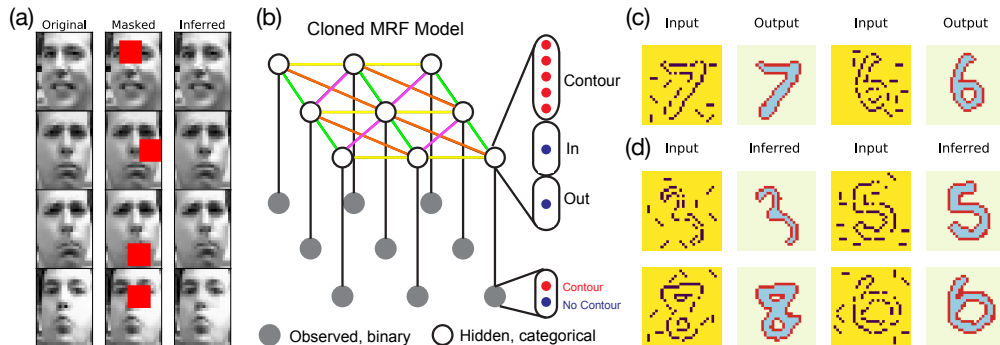 (a)
Original Masked Inferred
(b)
Cloned MRF Model
Contour
In
Out
Contour
No Contour
Observed, binary
Hidden, categorical
(c)
Input Output Input Output
(d)
Input Inferred Input Inferred